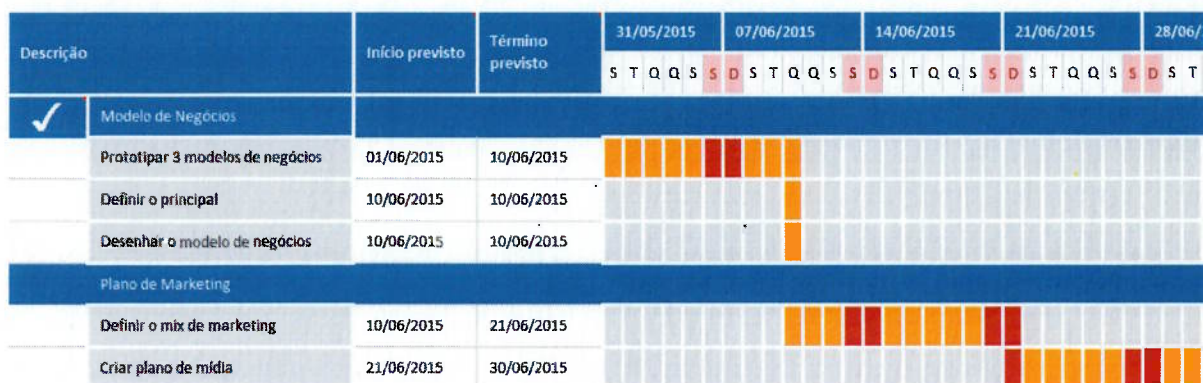 Descrição Início previsto Término previsto 31/05/2015 07/06/2015 14/06/2015 21/06/2015 28/06/
S T Q Q S S D S T Q Q S S D S T Q Q S S D S T Q Q S S D S T
Modelo de Negócios
Prototipar 3 modelos de negócios 01/06/2015 10/06/2015
Definir o principal 10/06/2015 10/06/2015
Desenhar o modelo de negócios 10/06/2015 10/06/2015
Plano de Marketing
Definir o mix de marketing 10/06/2015 21/06/2015
Criar plano de mídia 21/06/2015 30/06/2015